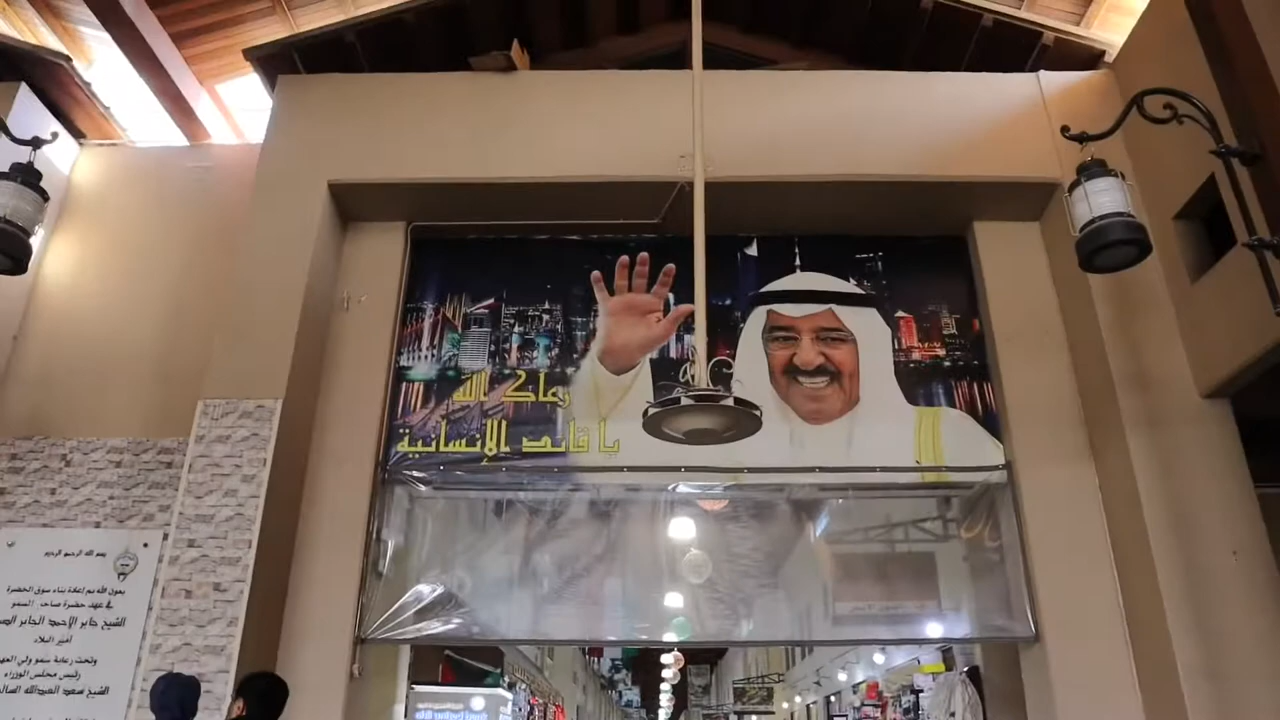 رعاك الله
يا قائد الإنسانية
بسم الله الرحمن الرحيم
بعون الله تم إعادة بناء سوق الخضرة
في عهد حضرة صاحب السمو
الشيخ جابر الأحمد الجابر
أمير البلاد
وتحت رعاية سمو ولي
رئيس مجلس الوزراء
الشيخ سعد العبدالله